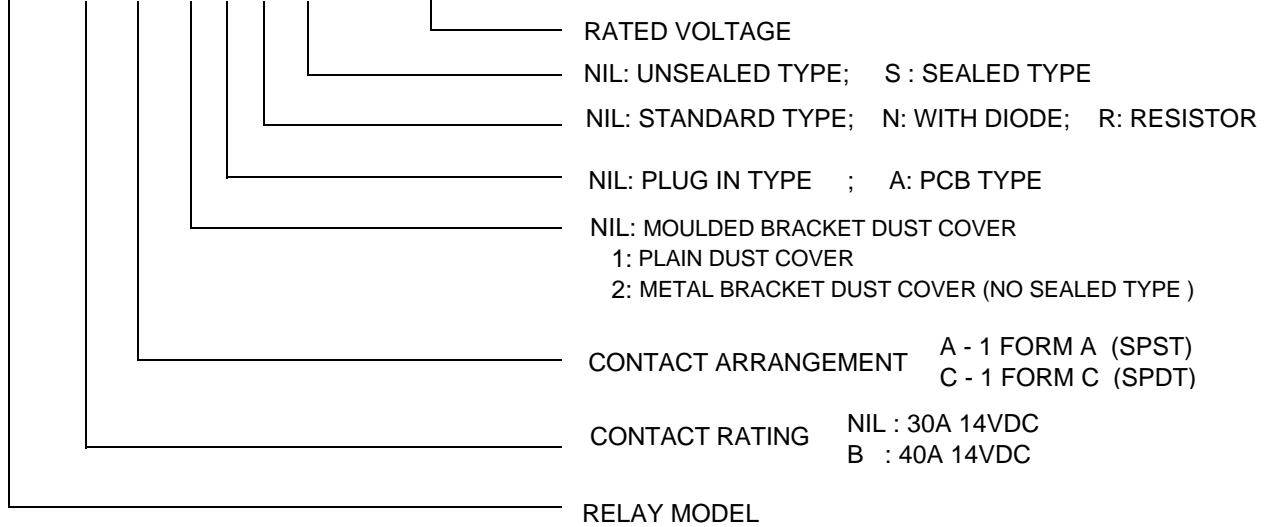 RATED VOLTAGE
NIL: UNSEALED TYPE; S : SEALED TYPE
NIL: STANDARD TYPE; N: WITH DIODE; R: RESISTOR
NIL: PLUG IN TYPE ; A: PCB TYPE
NIL: MOULDED BRACKET DUST COVER
1: PLAIN DUST COVER
2: METAL BRACKET DUST COVER (NO SEALED TYPE )
CONTACT ARRANGEMENT A - 1 FORM A (SPST)
C - 1 FORM C (SPDT)
CONTACT RATING NIL : 30A 14VDC
B : 40A 14VDC
RELAY MODEL